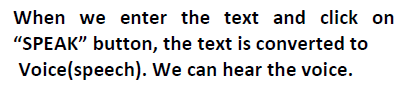 When we enter the text and click on
“SPEAK” button, the text is converted to
Voice(speech). We can hear the voice.